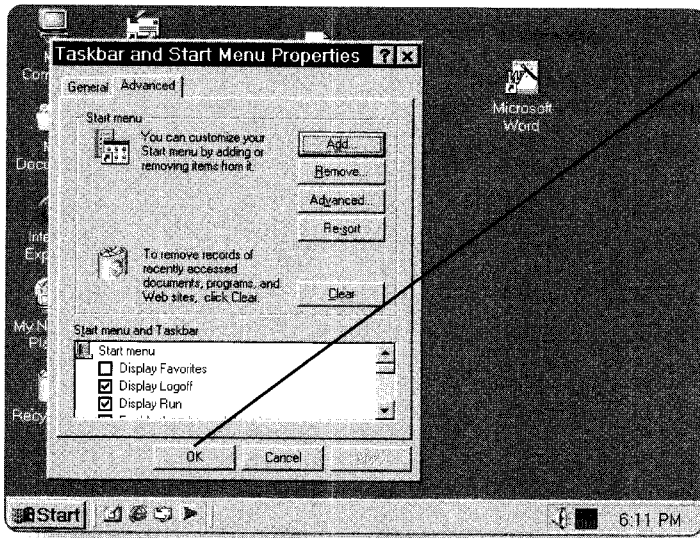 Taskbar and Start Menu Properties
General Advanced
Start menu
You can customize your
Start menu by adding or
removing items from it.
Add...
Remove...
Advanced...
Re-sort
To remove records of
recently accessed
documents, programs, and
Web sites, click Clear.
Clear
Start menu and Taskbar
Start menu
Display Favorites
Display Logoff
Display Run
OK Cancel
Microsoft
Word
Start
6:11 PM